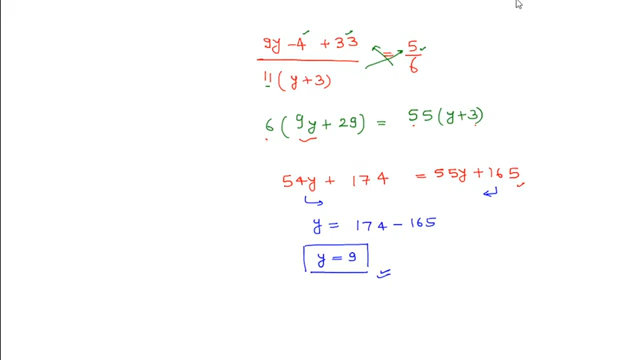 9y - 4 + 33 / 11(y+3) = 5/6
6(9y + 29) = 55(y+3)
54y + 174 = 55y + 165
y = 174 - 165
y = 9